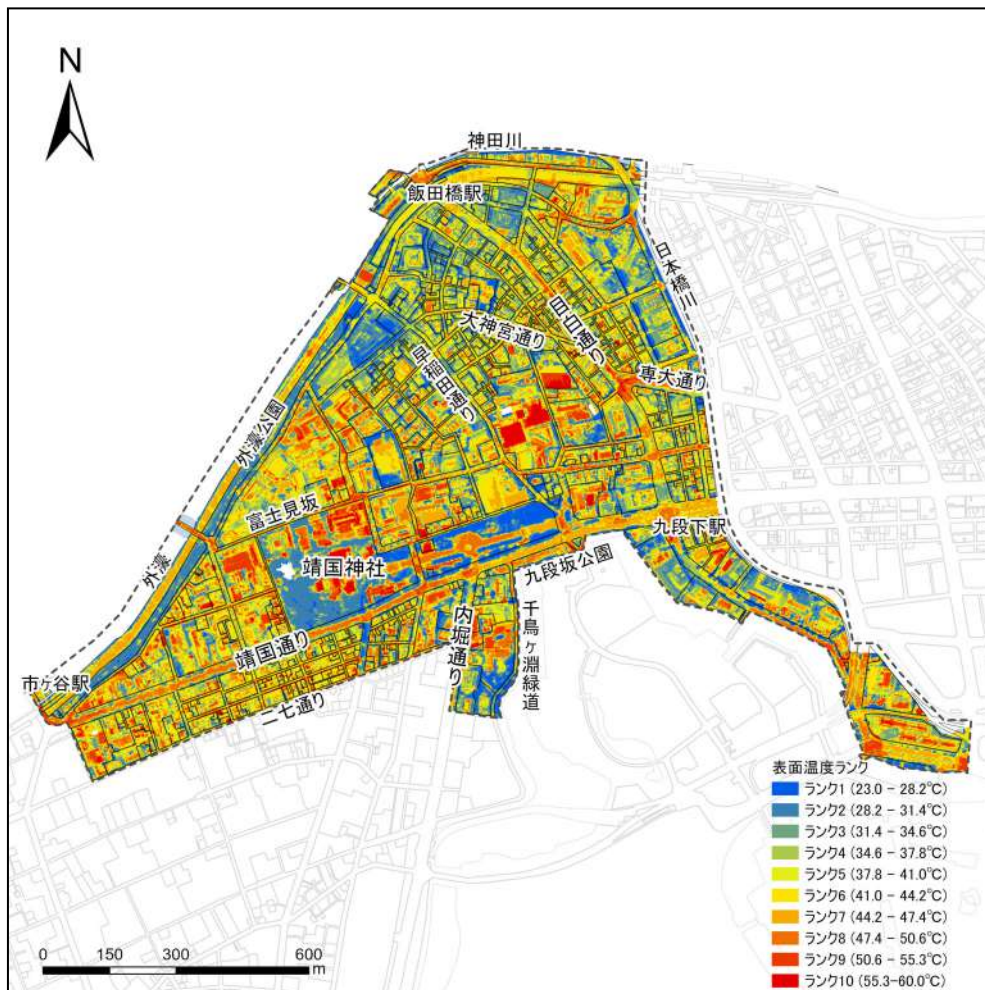 N
神田川
飯田橋駅
日本橋川
目白通り
大神宮通り
早稲田通り
専大通り
外濠公園
富士見坂
九段下駅
外濠
靖国神社
九段坂公園
内堀通り
千鳥ヶ淵緑道
靖国通り
市ヶ谷駅
二七通り
表面温度ランク
ランク1 (23.0 - 28.2℃)
ランク2 (28.2 - 31.4℃)
ランク3 (31.4 - 34.6℃)
ランク4 (34.6 - 37.8℃)
ランク5 (37.8 - 41.0℃)
ランク6 (41.0 - 44.2℃)
ランク7 (44.2 - 47.4℃)
ランク8 (47.4 - 50.6℃)
ランク9 (50.6 - 55.3℃)
ランク10 (55.3-60.0℃)
0 150 300 600
m